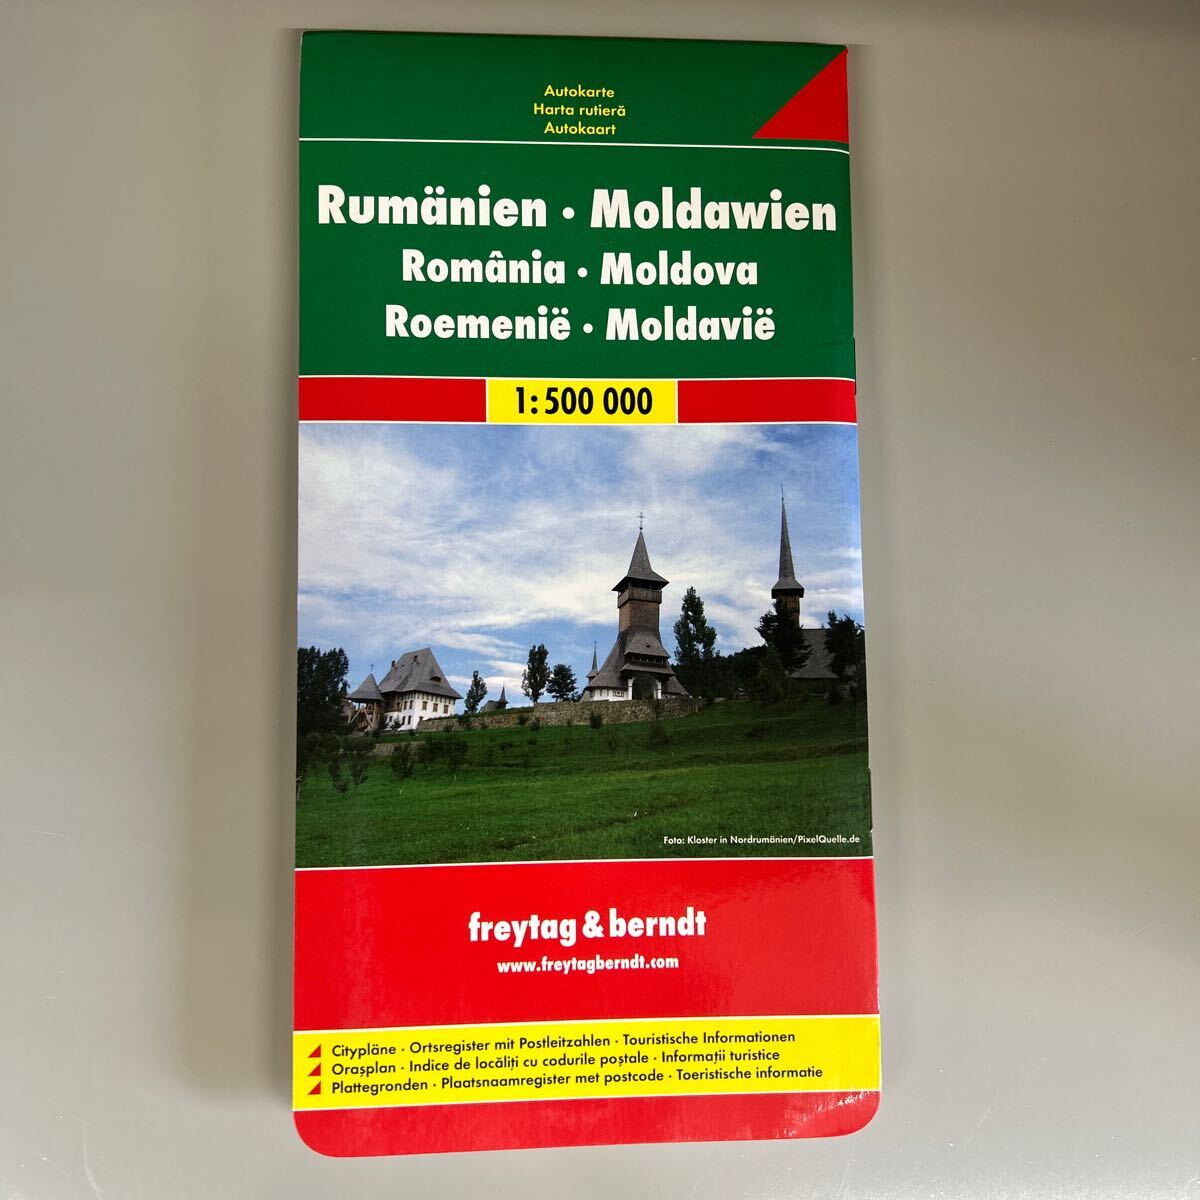 Autokarte
Harta rutieră
Autokaart
Rumänien · Moldawien
România · Moldova
Roemenië · Moldavië
1: 500 000
Foto: Kloster in Nordrumänien/PixelQuelle.de
freytag & berndt
www.freytagberndt.com
Citypläne · Ortsregister mit Postleitzahlen · Touristische Informationen
Orașplan · Indice de locăliți cu codurile poștale · Informații turistice
Plattegronden · Plaatsnaamregister met postcode · Toeristische informatie